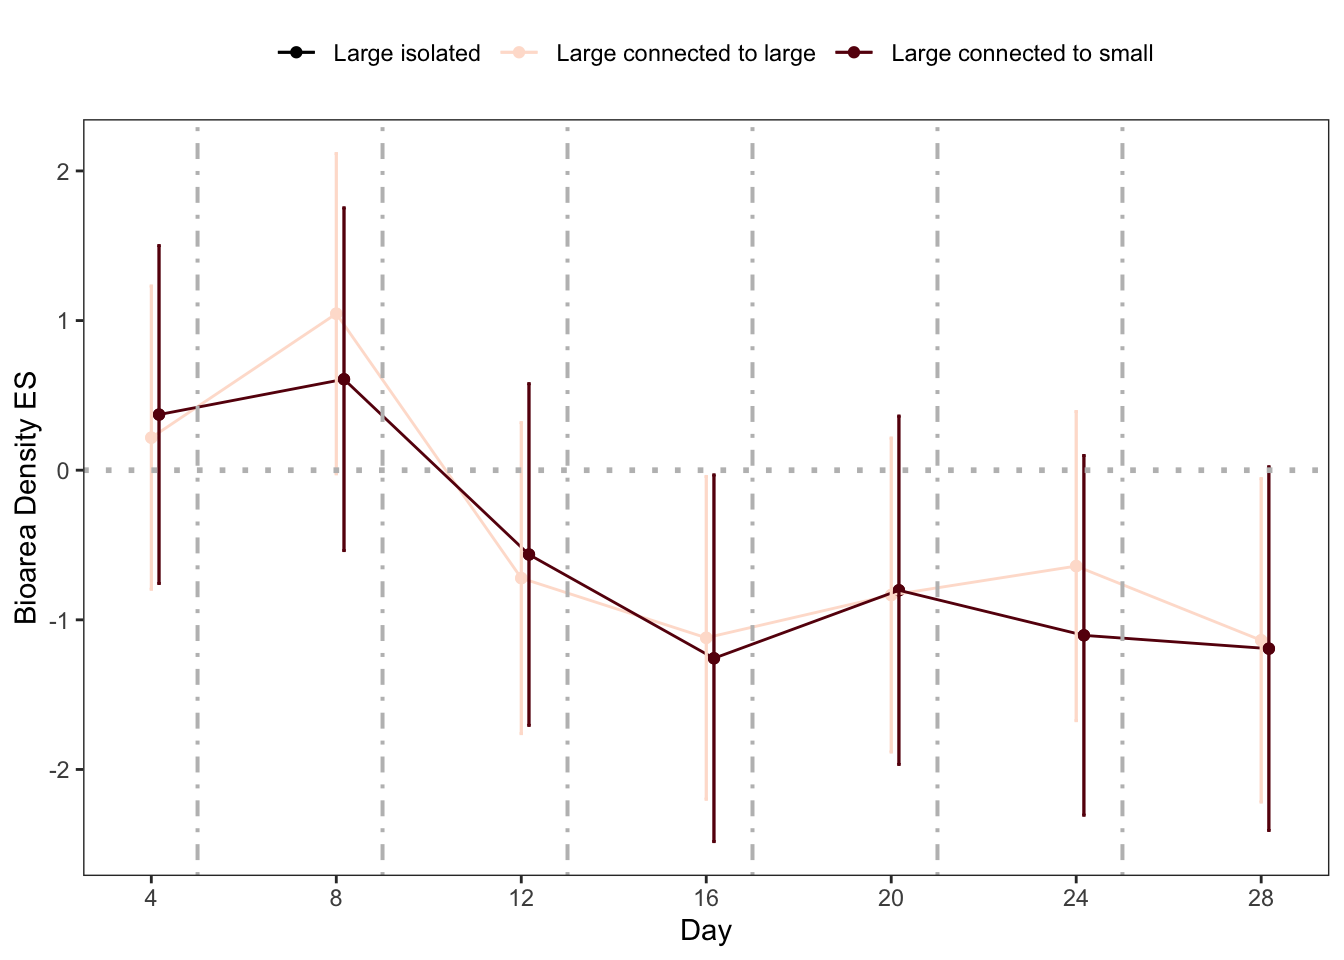 Large isolated Large connected to large Large connected to small
Bioarea Density ES
2
1
0
-1
-2
4 8 12 16 20 24 28
Day